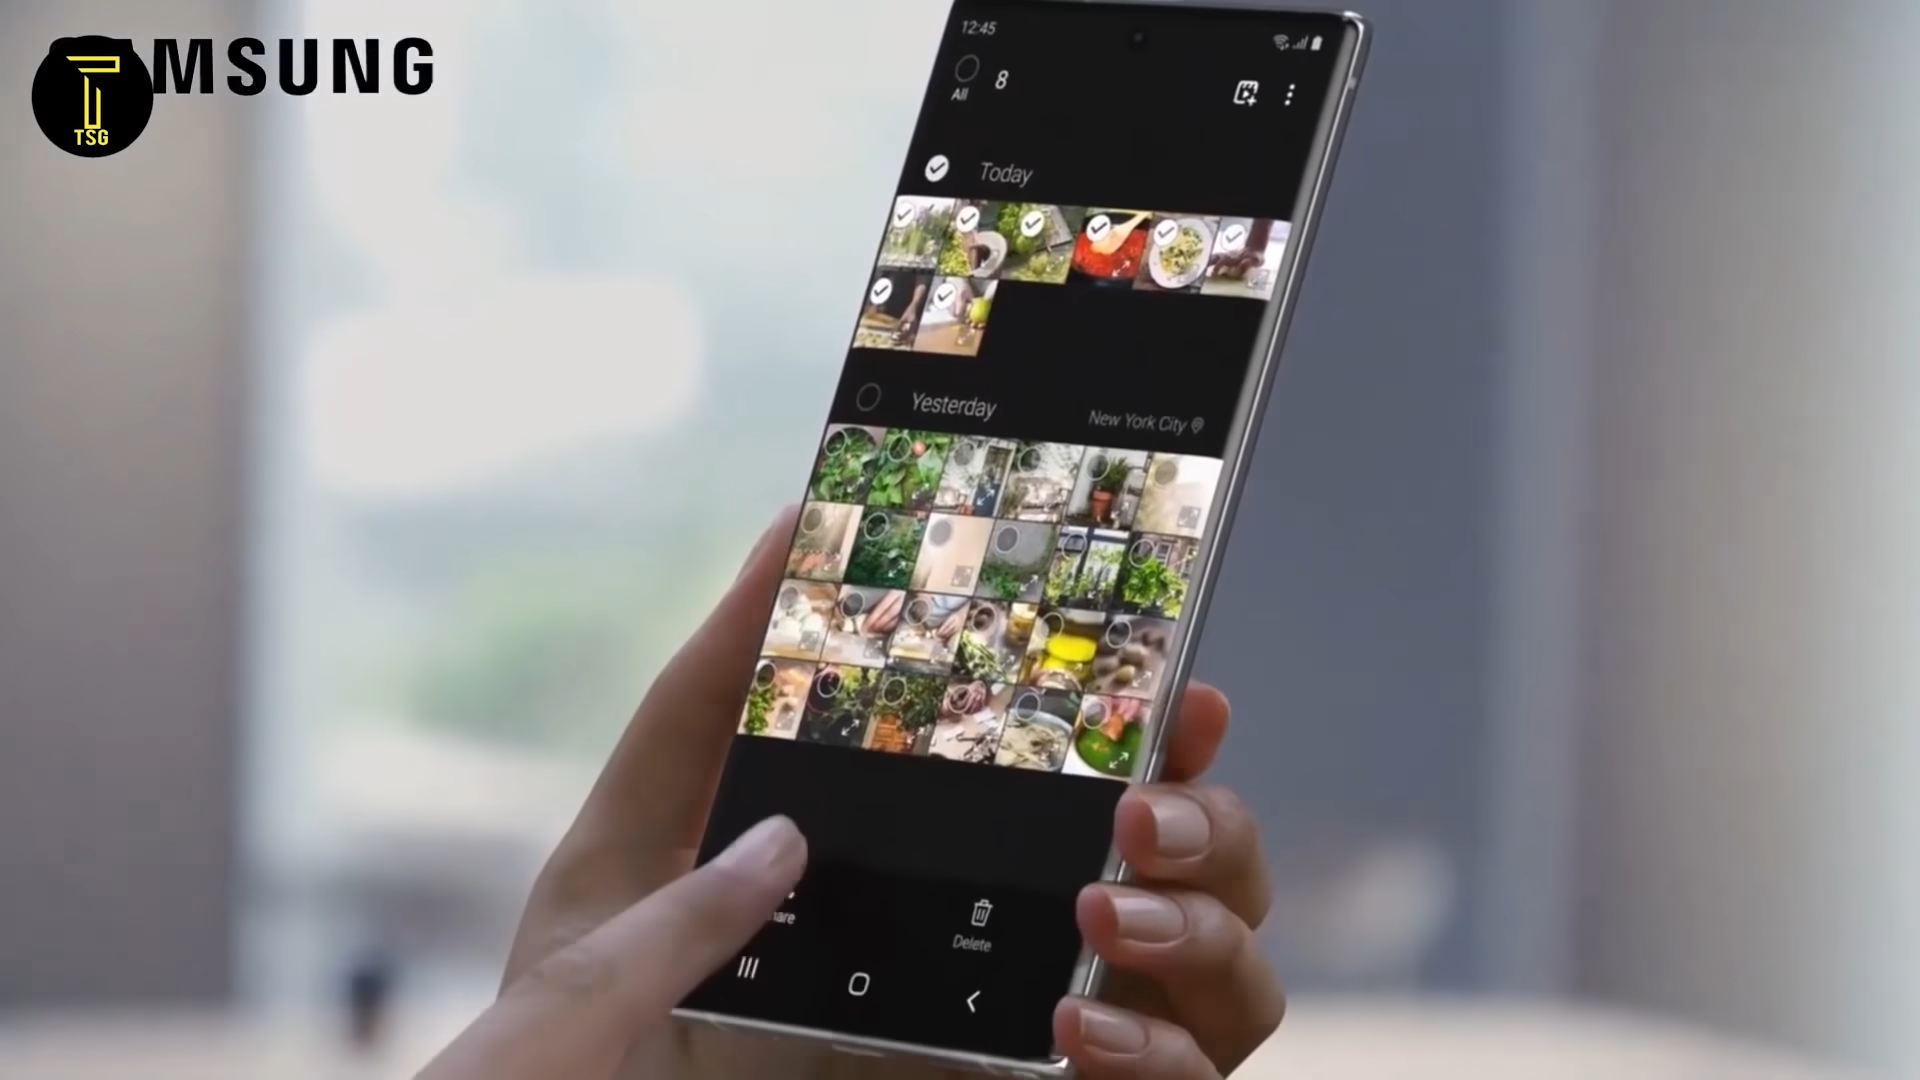 MSUNG
TSG
12:45
All
8
Today
Yesterday
New York City
Delete